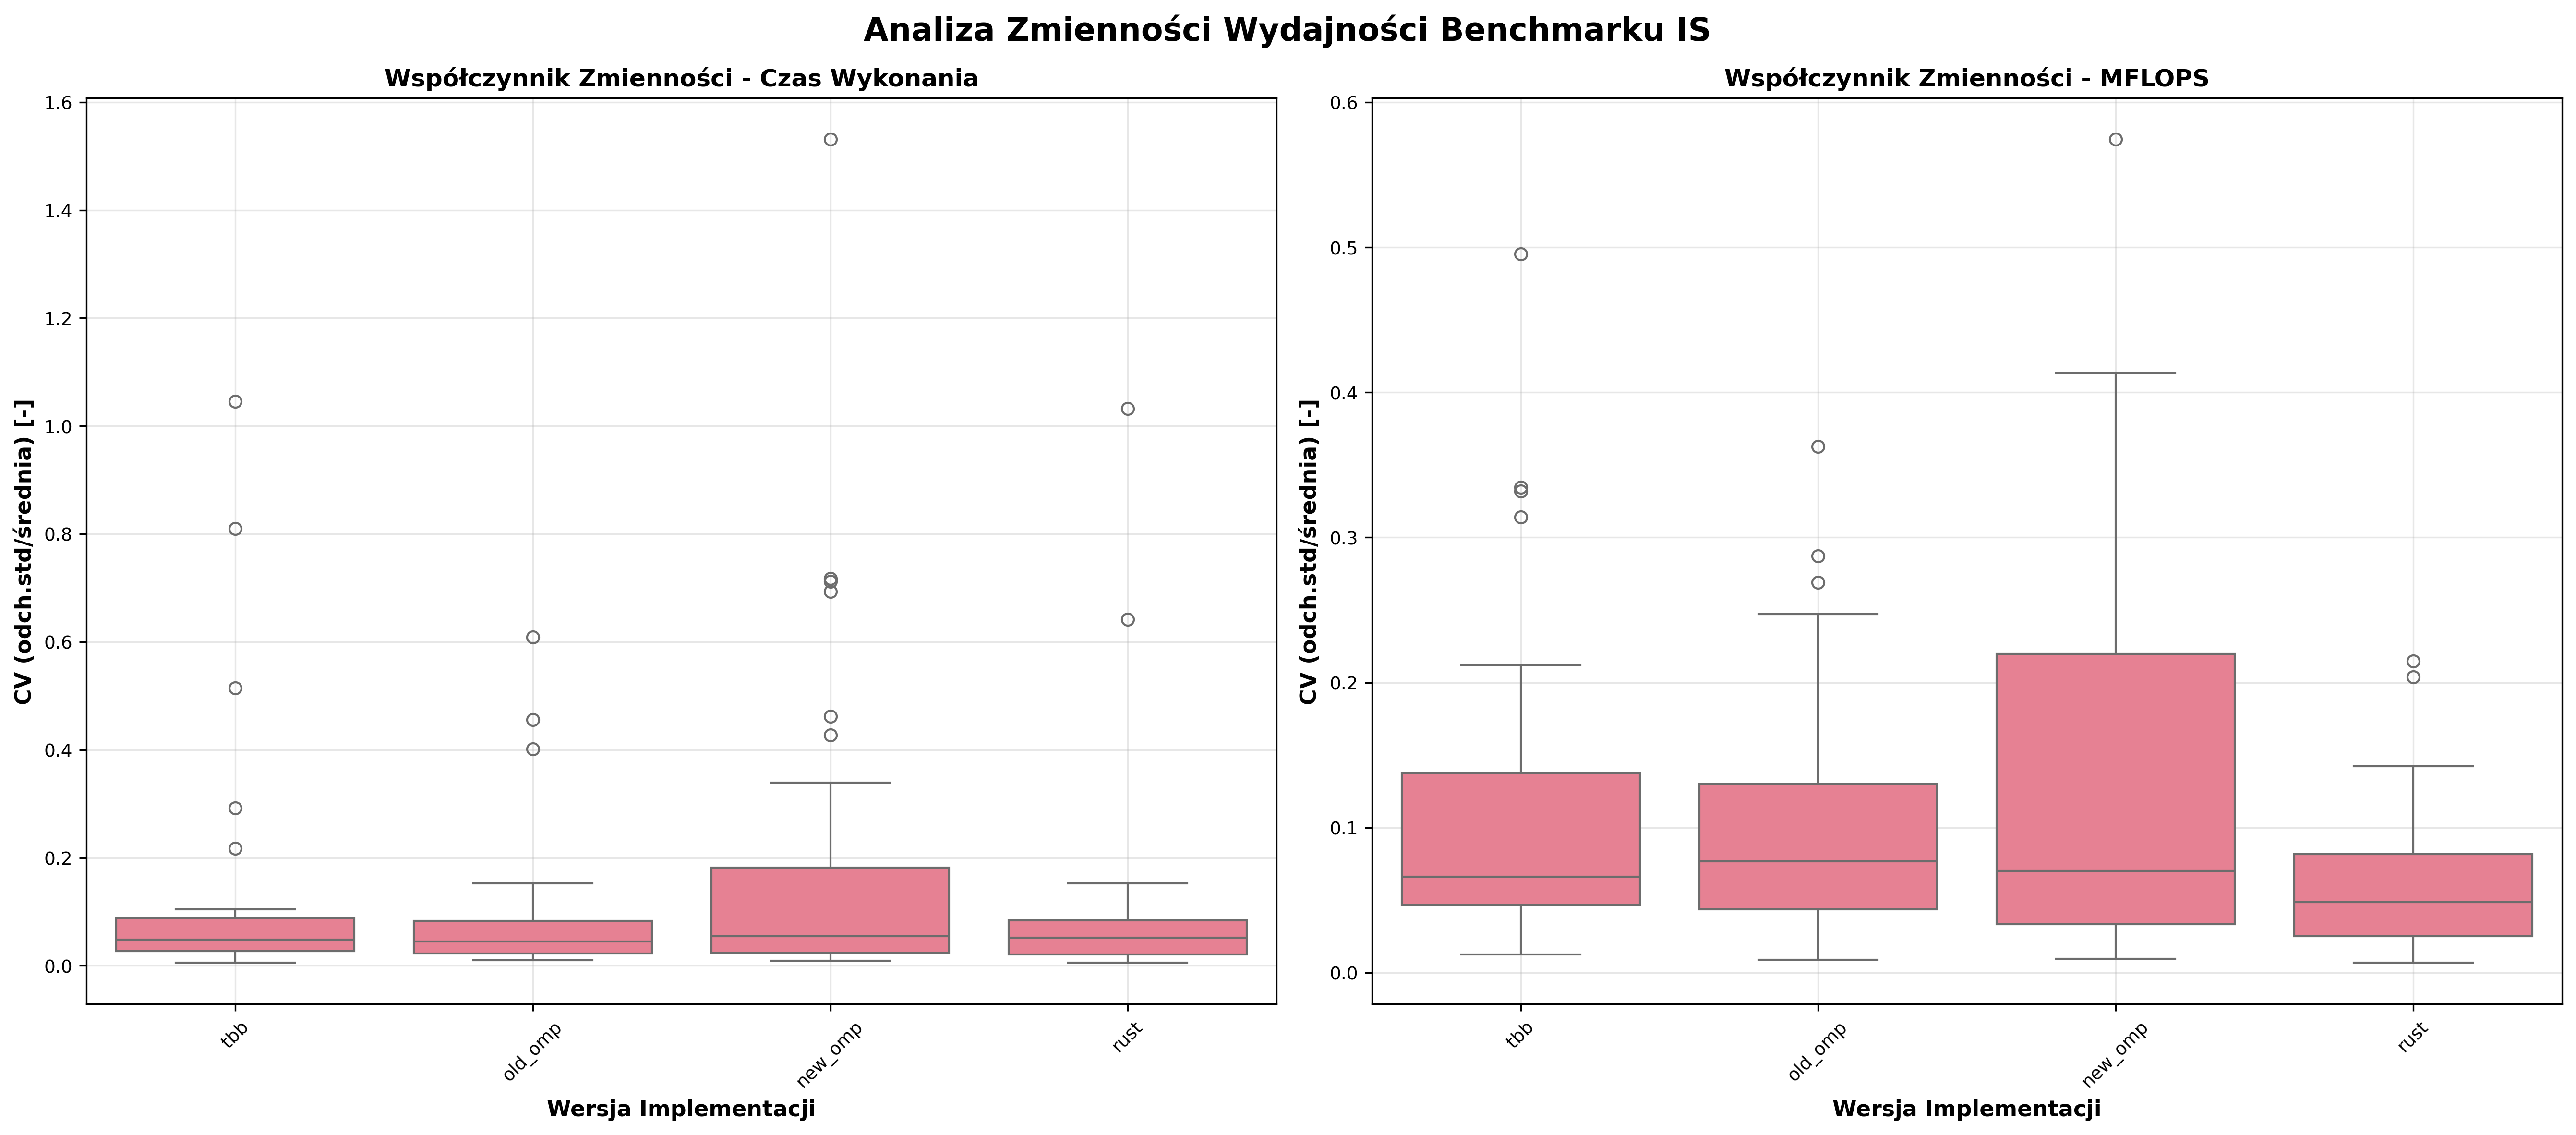 Analiza Zmienności Wydajności Benchmarku IS
Współczynnik Zmienności - Czas Wykonania
CV (odch.std/średnia) [-]
1.6
1.4
1.2
1.0
0.8
0.6
0.4
0.2
0.0
tbb
old_omp
new_omp
rust
Wersja Implementacji
Współczynnik Zmienności - MFLOPS
CV (odch.std/średnia) [-]
0.6
0.5
0.4
0.3
0.2
0.1
0.0
tbb
old_omp
new_omp
rust
Wersja Implementacji